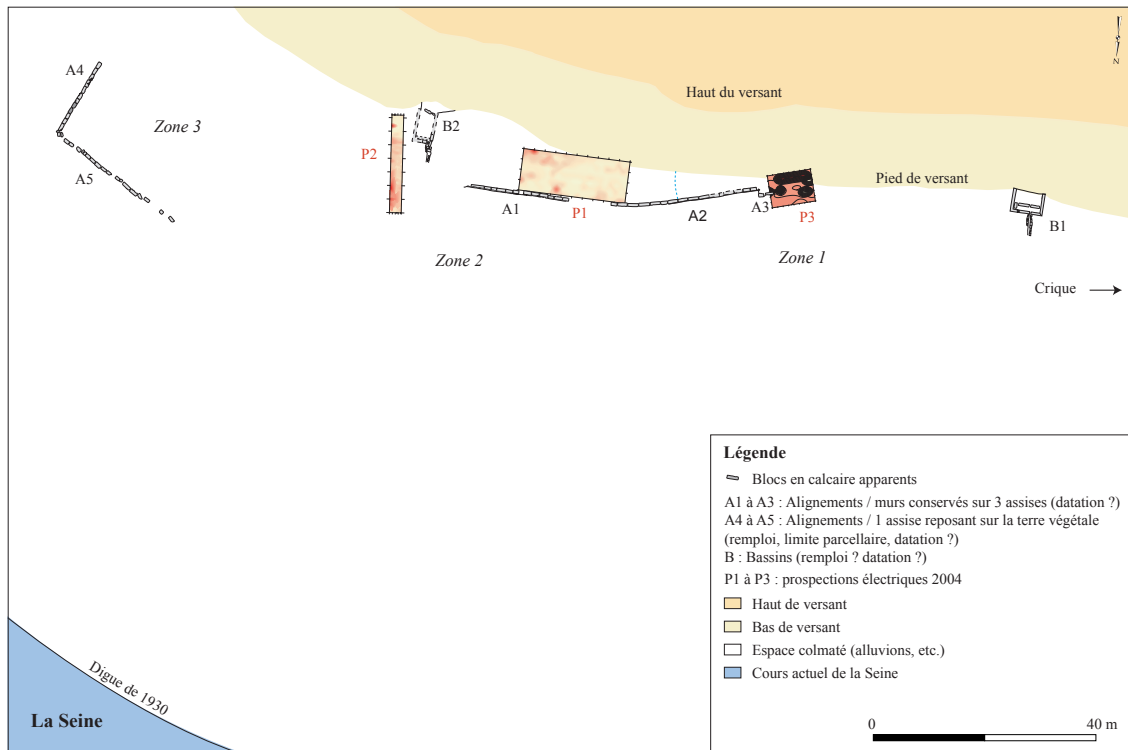 N
A4
Haut du versant
Zone 3
B2
P2
A5
Pied de versant
A1
P1
A2
A3
P3
B1
Zone 2
Zone 1
Crique
Légende
Blocs en calcaire apparents
A1 à A3 : Alignements / murs conservés sur 3 assises (datation ?)
A4 à A5 : Alignements / 1 assise reposant sur la terre végétale
(remploi, limite parcellaire, datation ?)
B : Bassins (remploi ? datation ?)
P1 à P3 : prospections électriques 2004
Haut de versant
Bas de versant
Espace colmaté (alluvions, etc.)
Cours actuel de la Seine
Digue de 1930
La Seine
0 40 m